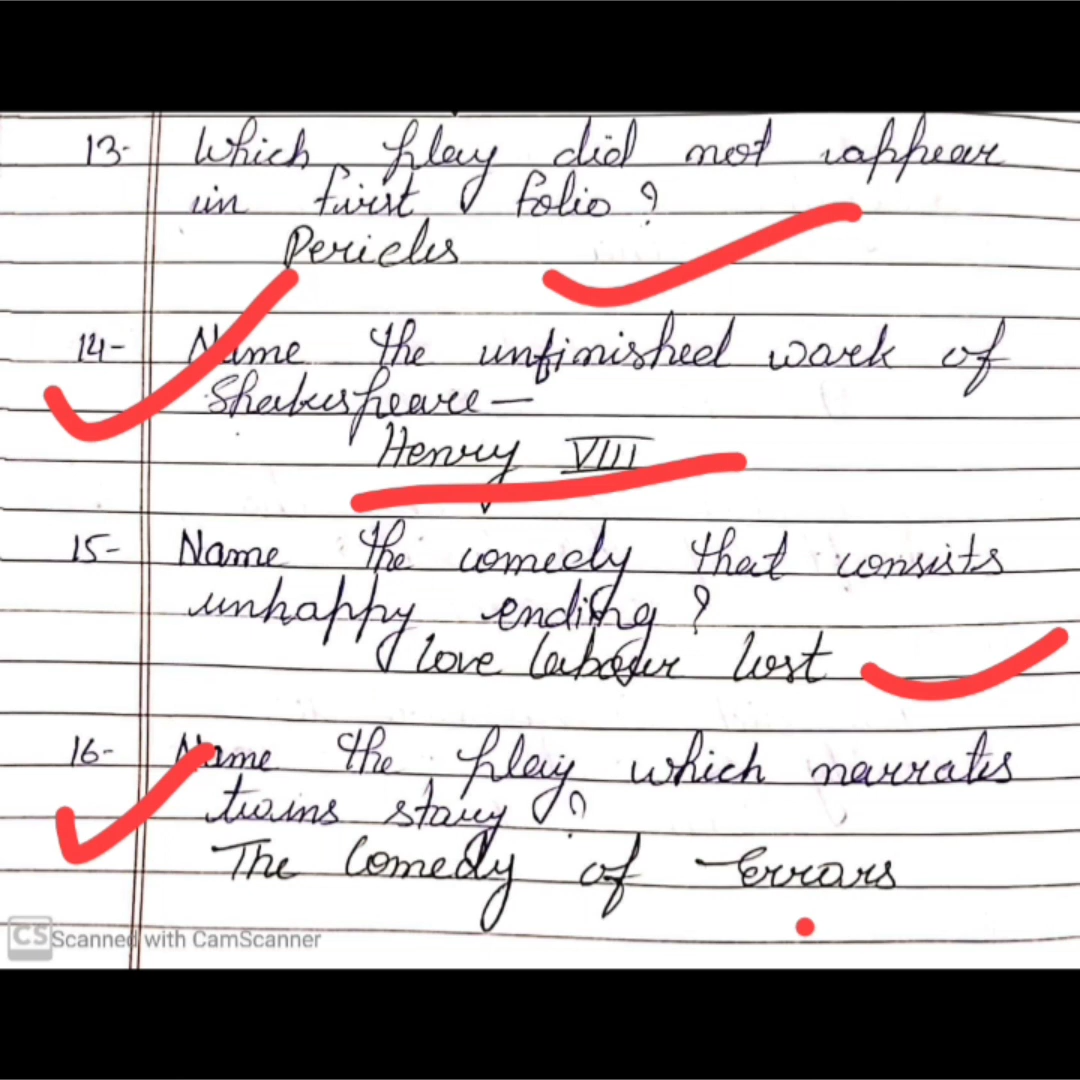 13- Which play did not appear
in first folio ?
Pericles
14- Name the unfinished work of
Shakespeare –
Henry VIII
15- Name the comedy that consists
unhappy ending ?
Love labour lost
16- Name the play which narrates
twins story ?
The Comedy of Errors
CS Scanned with CamScanner